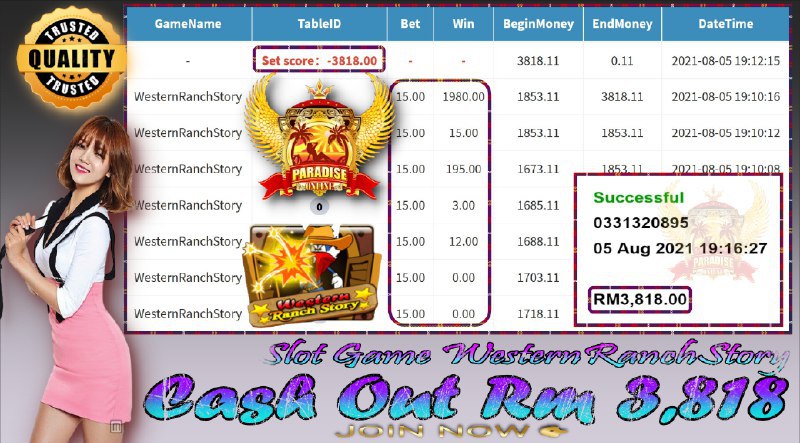 TRUSTED
QUALITY
TRUSTED
GameName TableID Bet Win BeginMoney EndMoney DateTime
- Set score: -3818.00 - - 3818.11 0.11 2021-08-05 19:12:15
WesternRanchStory 15.00 1980.00 1853.11 3818.11 2021-08-05 19:10:16
WesternRanchStory 15.00 15.00 1853.11 1853.11 2021-08-05 19:10:12
WesternRanchStory 15.00 195.00 1673.11 1853.11 2021-08-05 19:10:08
WesternRanchStory 0 15.00 3.00 1685.11
WesternRanchStory 15.00 12.00 1688.11
WesternRanchStory 15.00 0.00 1703.11
WesternRanchStory 15.00 0.00 1718.11
PARADISE
ONLINE
Western
Ranch Story
Successful
0331320895
05 Aug 2021 19:16:27
RM3,818.00
Slot Game WesternRanchStory
Cash Out Rm 3,818
JOIN NOW